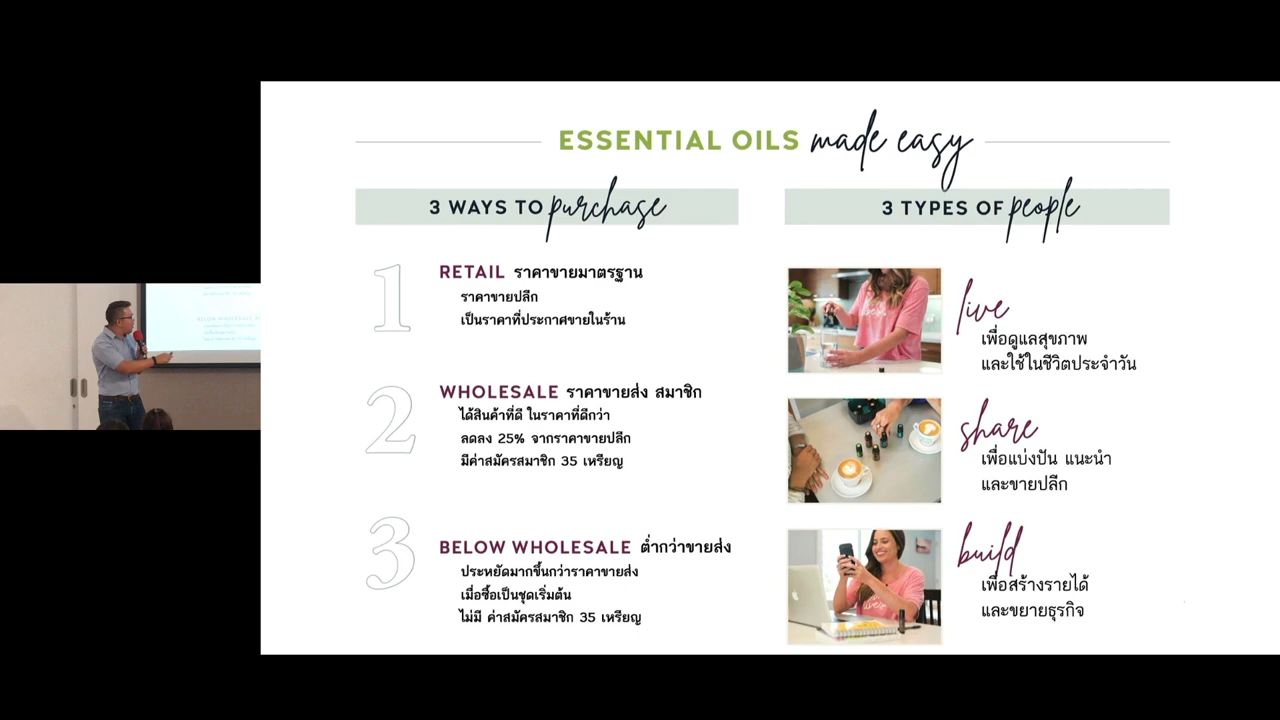 ESSENTIAL OILS made easy
3 WAYS TO purchase
1
RETAIL ราคาขายมาตรฐาน
ราคาขายปลีก
เป็นราคาที่ประกาศขายในร้าน
2
WHOLESALE ราคาขายส่ง สมาชิก
ได้สินค้าที่ดี ในราคาที่ดีกว่า
ลดลง 25% จากราคาขายปลีก
มีค่าสมัครสมาชิก 35 เหรียญ
3
BELOW WHOLESALE ต่ำกว่าขายส่ง
ประหยัดมากขึ้นกว่าราคาขายส่ง
เมื่อซื้อเป็นชุดเริ่มต้น
ไม่มี ค่าสมัครสมาชิก 35 เหรียญ
3 TYPES OF people
live
เพื่อดูแลสุขภาพ
และใช้ในชีวิตประจำวัน
share
เพื่อแบ่งปัน แนะนำ
และขายปลีก
build
เพื่อสร้างรายได้
และขยายธุรกิจ